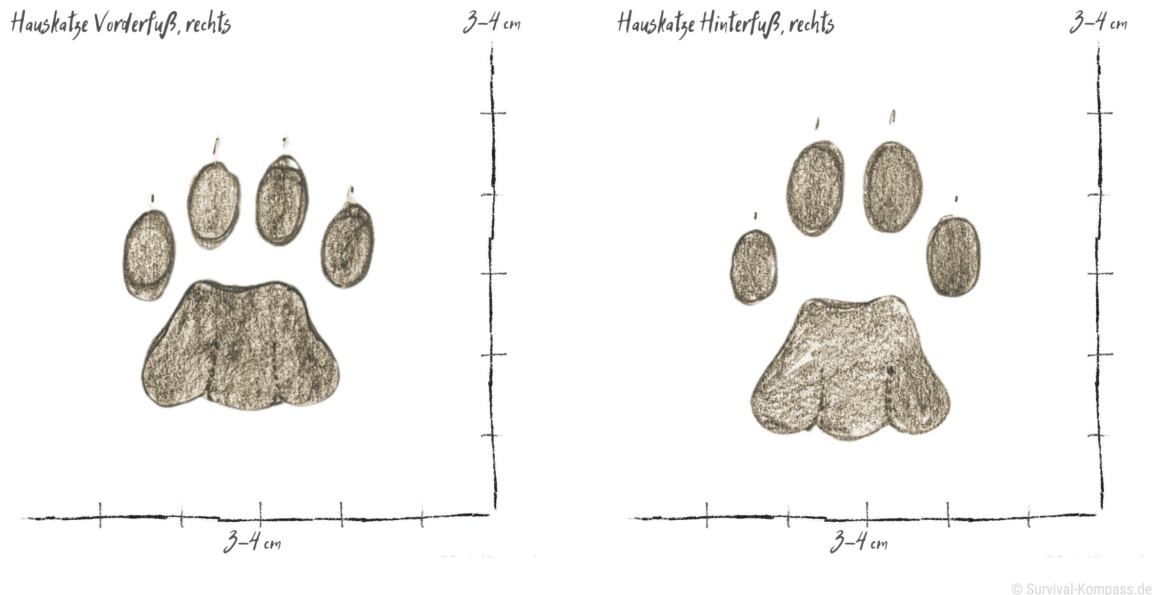 Hauskatze Vorderfuß, rechts
3-4 cm
3-4 cm
Hauskatze Hinterfuß, rechts
3-4 cm
3-4 cm
© Survival-Kompass.de